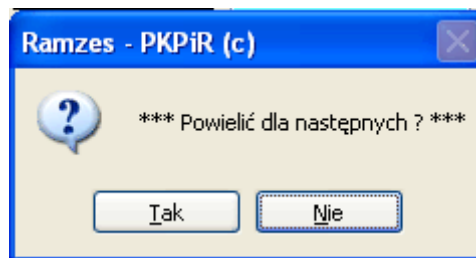 Ramzes - PKPiR (c)
*** Powielić dla następnych ? ***
Tak Nie